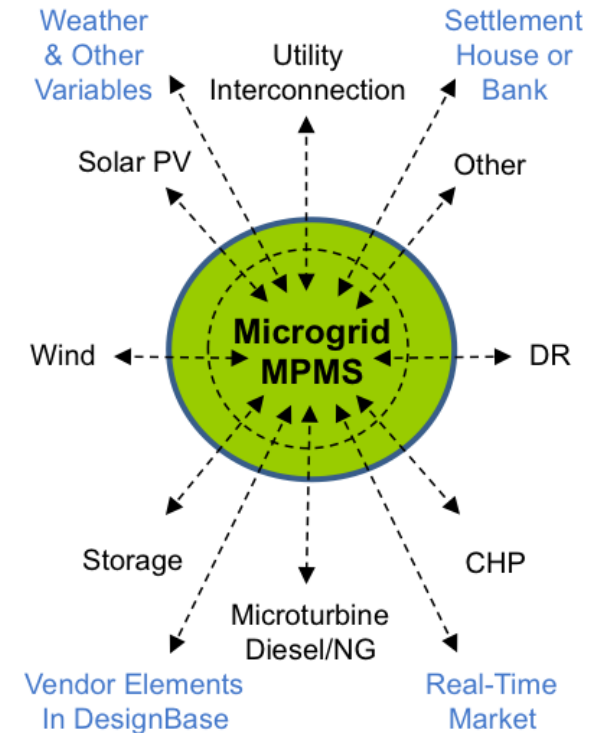 Weather
& Other
Variables
Utility
Interconnection
Settlement
House or
Bank
Solar PV
Other
Microgrid
MPMS
Wind
DR
Storage
CHP
Microturbine
Diesel/NG
Vendor Elements
In DesignBase
Real-Time
Market